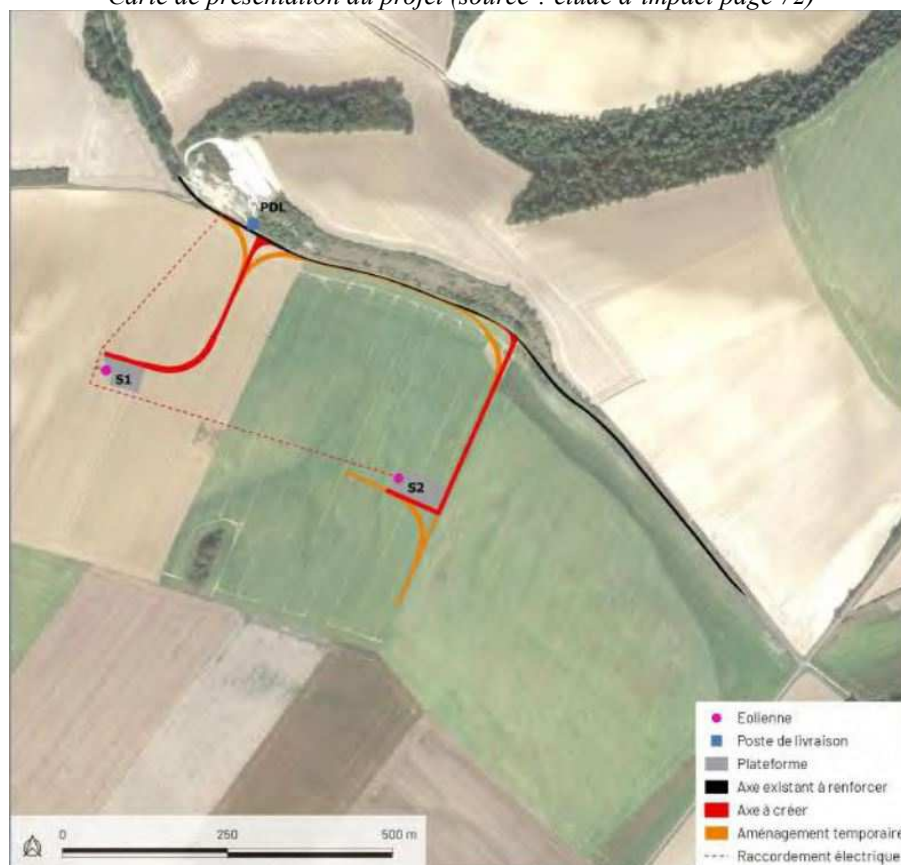 Carte de présentation du projet (source : étude d'impact page 72)
PDL
S1
S2
Eolienne
Poste de livraison
Plateforme
Axe existant à renforcer
Axe à créer
Aménagement temporaire
Raccordement électrique
0 250 500 m